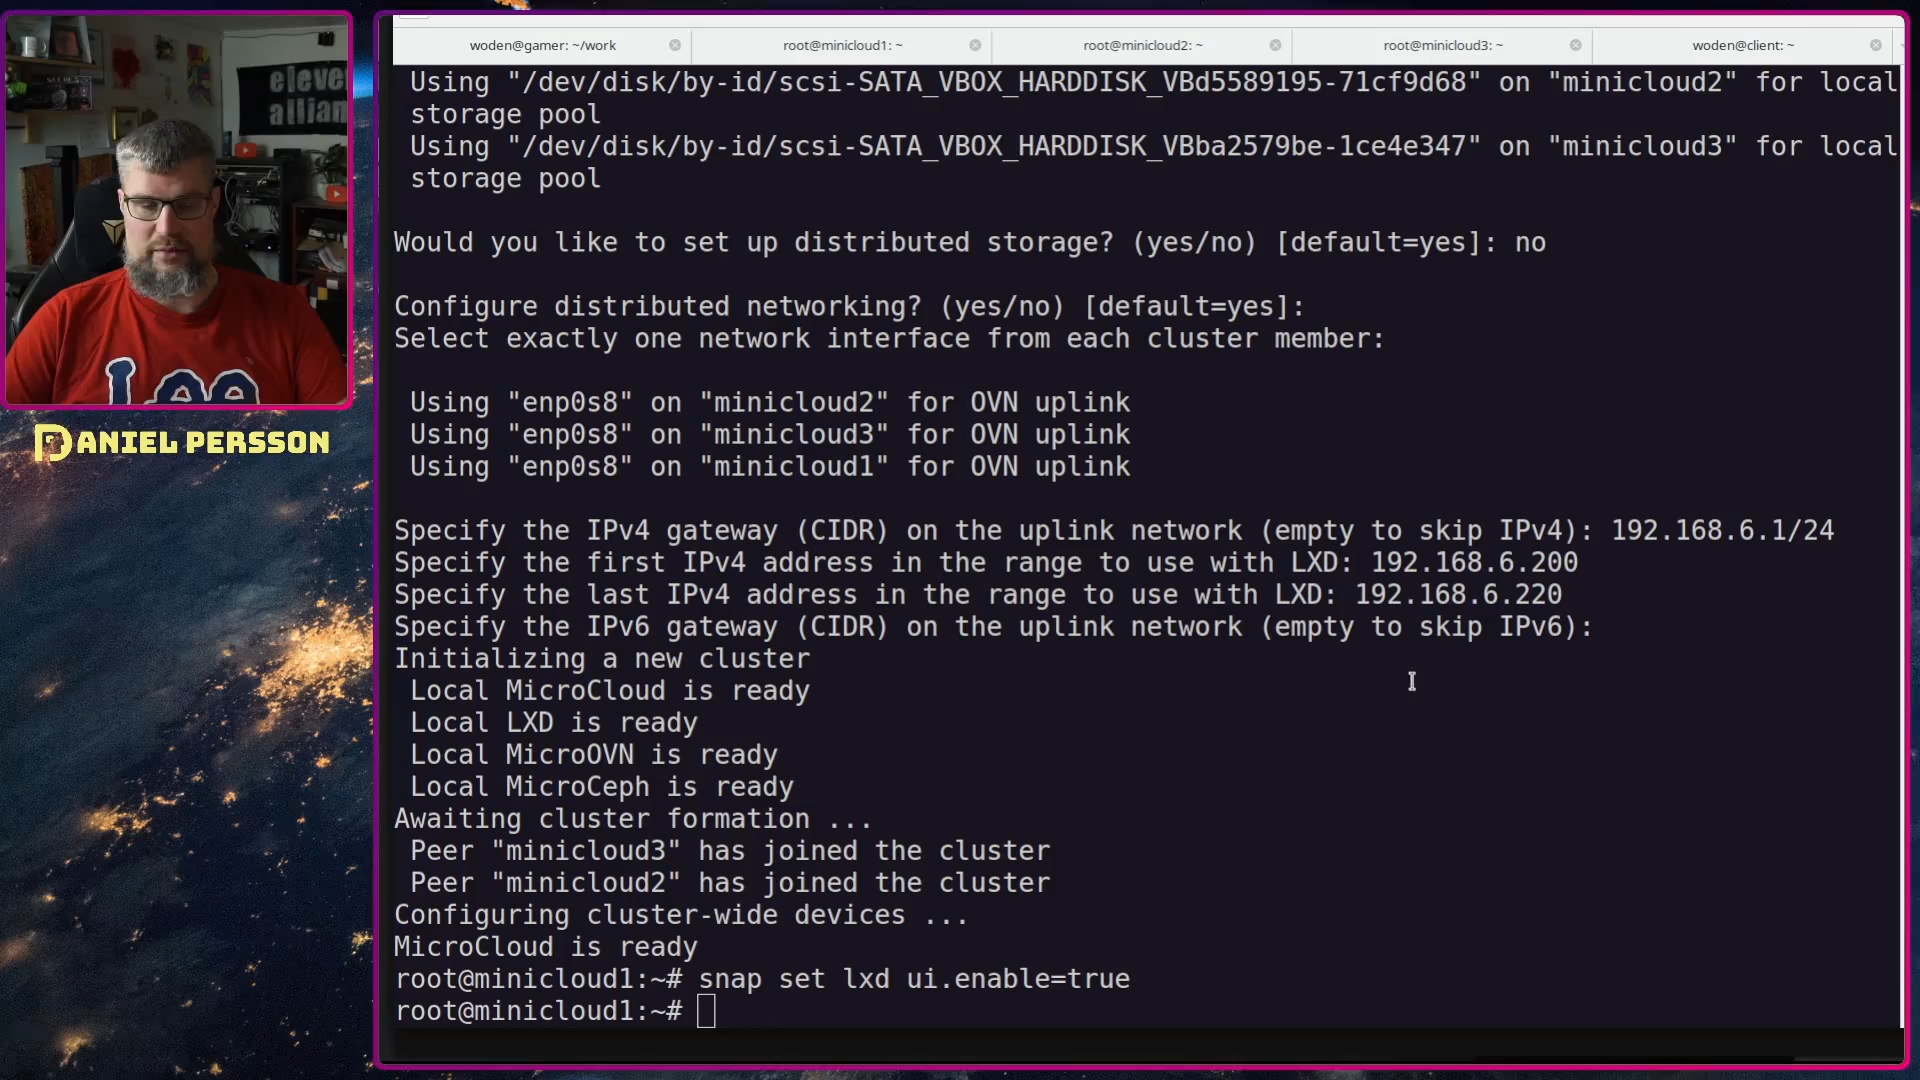 woden@gamer: ~/work
root@minicloud1: ~
root@minicloud2: ~
root@minicloud3: ~
woden@client: ~
Using "/dev/disk/by-id/scsi-SATA_VBOX_HARDDISK_VBd5589195-71cf9d68" on "minicloud2" for local
storage pool
Using "/dev/disk/by-id/scsi-SATA_VBOX_HARDDISK_VBba2579be-1ce4e347" on "minicloud3" for local
storage pool
Would you like to set up distributed storage? (yes/no) [default=yes]: no
Configure distributed networking? (yes/no) [default=yes]:
Select exactly one network interface from each cluster member:
Using "enp0s8" on "minicloud2" for OVN uplink
Using "enp0s8" on "minicloud3" for OVN uplink
Using "enp0s8" on "minicloud1" for OVN uplink
Specify the IPv4 gateway (CIDR) on the uplink network (empty to skip IPv4): 192.168.6.1/24
Specify the first IPv4 address in the range to use with LXD: 192.168.6.200
Specify the last IPv4 address in the range to use with LXD: 192.168.6.220
Specify the IPv6 gateway (CIDR) on the uplink network (empty to skip IPv6):
Initializing a new cluster
Local MicroCloud is ready
Local LXD is ready
Local MicroOVN is ready
Local MicroCeph is ready
Awaiting cluster formation ...
Peer "minicloud3" has joined the cluster
Peer "minicloud2" has joined the cluster
Configuring cluster-wide devices ...
MicroCloud is ready
root@minicloud1:~# snap set lxd ui.enable=true
root@minicloud1:~#
Lee
DANIEL PERSSON